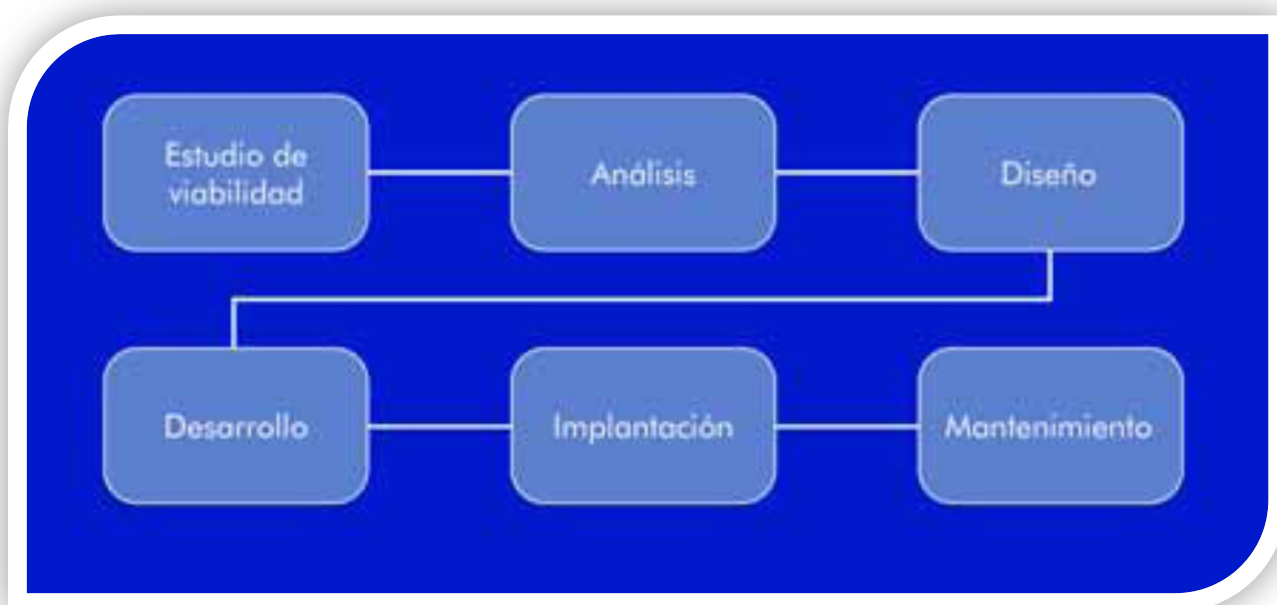 Estudio de
viabilidad
Análisis
Diseño
Desarrollo
Implantación
Mantenimiento